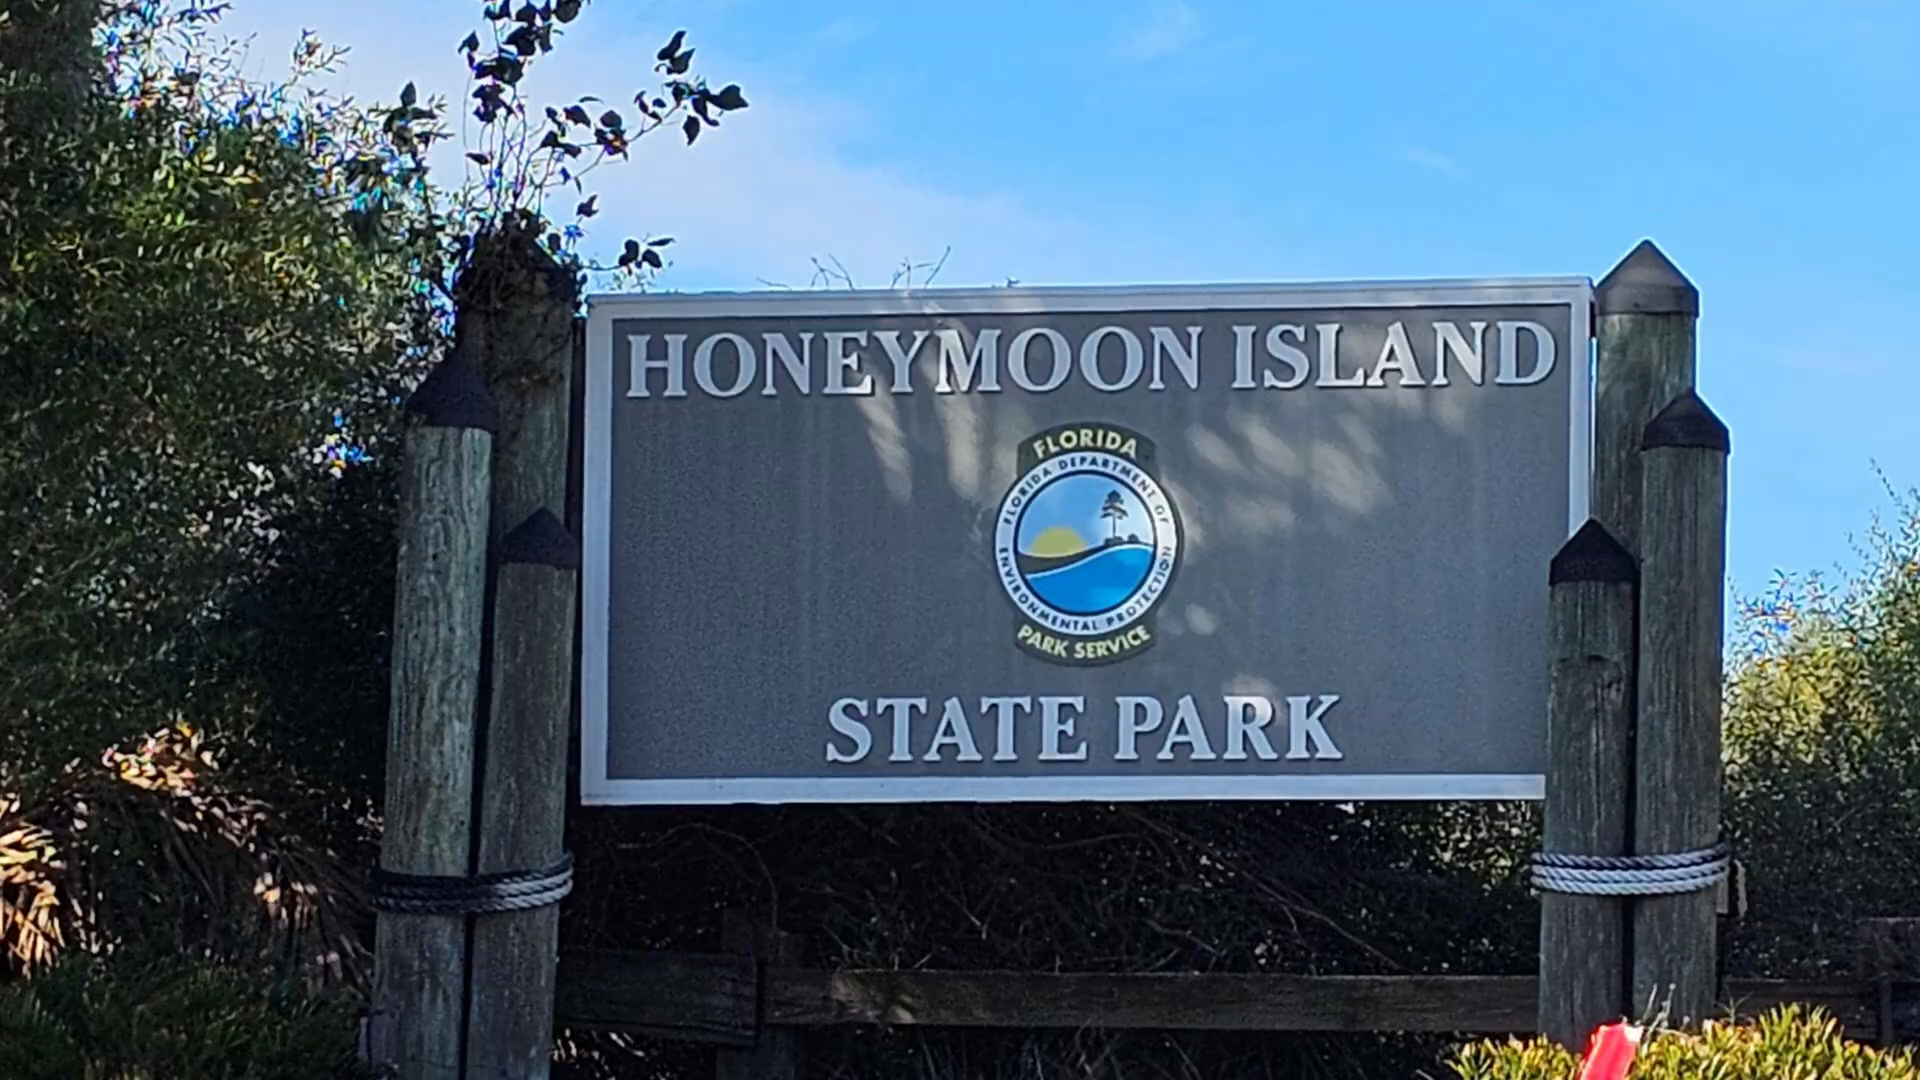 HONEYMOON ISLAND
FLORIDA
FLORIDA DEPARTMENT OF
ENVIRONMENTAL PROTECTION
PARK SERVICE
STATE PARK